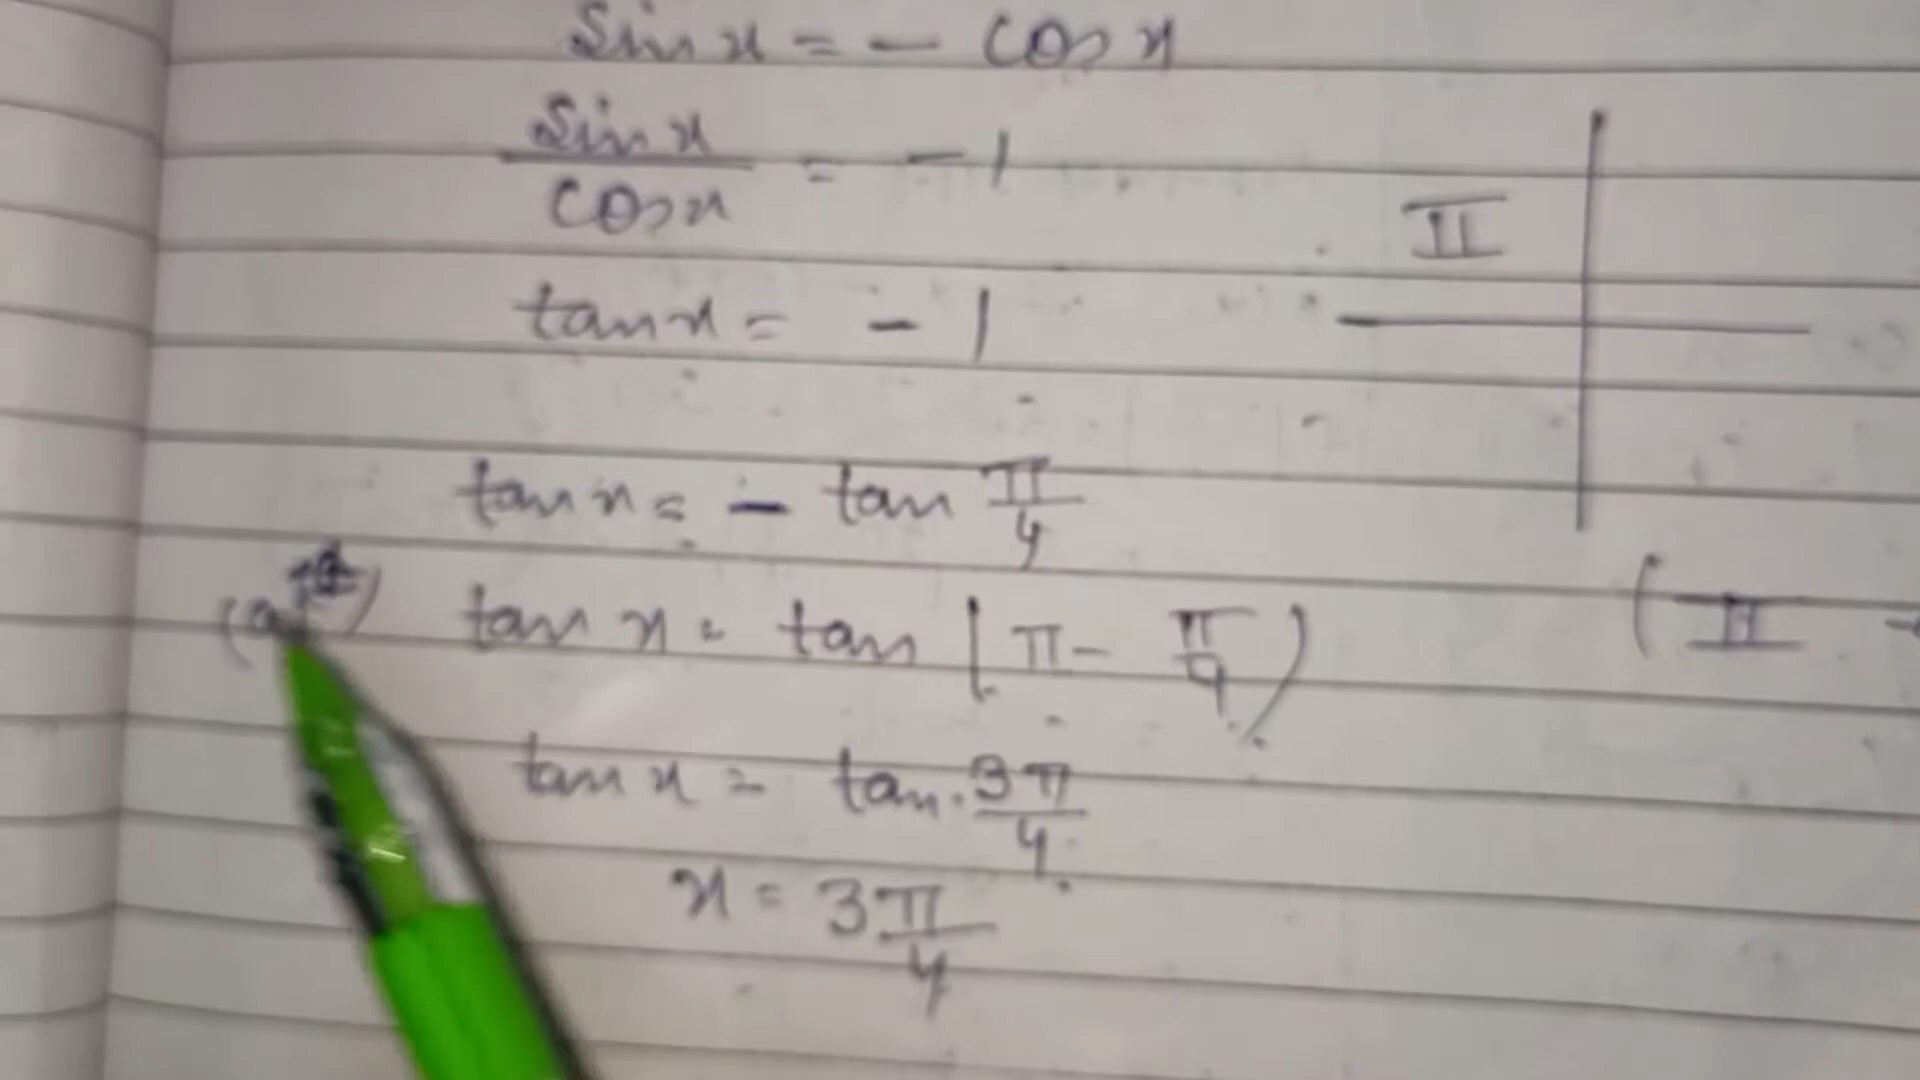 sin x = - cos x
sin x / cos x = -1
II
tan x = -1
tan x = - tan π/4
tan x = tan (π - π/4)
(π -
tan x = tan 3π/4
x = 3π/4